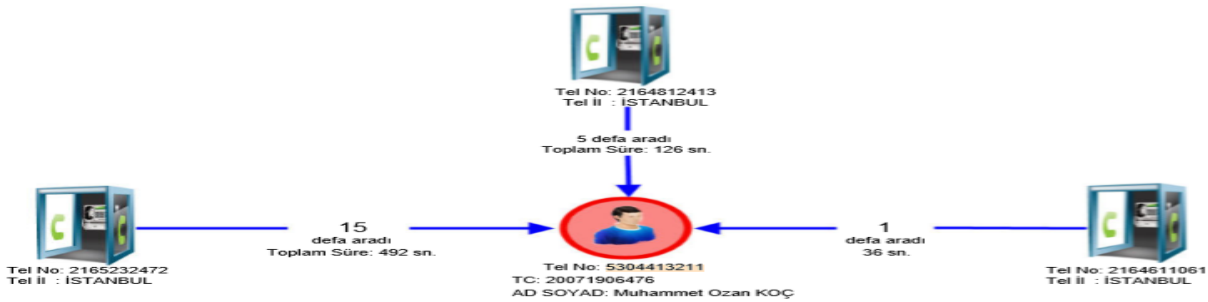 Tel No: 2164812413
Tel İl : İSTANBUL
5 defa aradı
Toplam Süre: 126 sn.
15
defa aradı
Toplam Süre: 492 sn.
1
defa aradı
36 sn.
Tel No: 2165232472
Tel İl : İSTANBUL
Tel No: 5304413211
TC: 20071906476
AD SOYAD: Muhammet Ozan KOÇ
Tel No: 2164611061
Tel İl : İSTANBUL